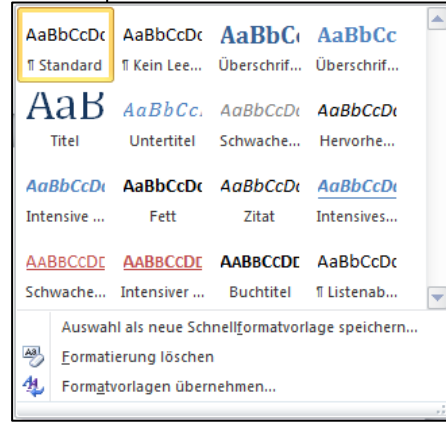 AaBbCcDc AaBbCcDc AaBbCc AaBbCc
¶ Standard ¶ Kein Lee... Überschrif... Überschrif...
AaB AaBbCc. AaBbCcDc AaBbCcDc
Titel Untertitel Schwache... Hervorhe...
AaBbCcDc AaBbCcDc AaBbCcDc AaBbCcDc
Intensive ... Fett Zitat Intensives...
AABBCCDE AABBCCDE AABBCCDE AaBbCcDc
Schwache... Intensiver ... Buchtitel ¶ Listenab...
Auswahl als neue Schnellformatvorlage speichern...
Formatierung löschen
Formatvorlagen übernehmen...